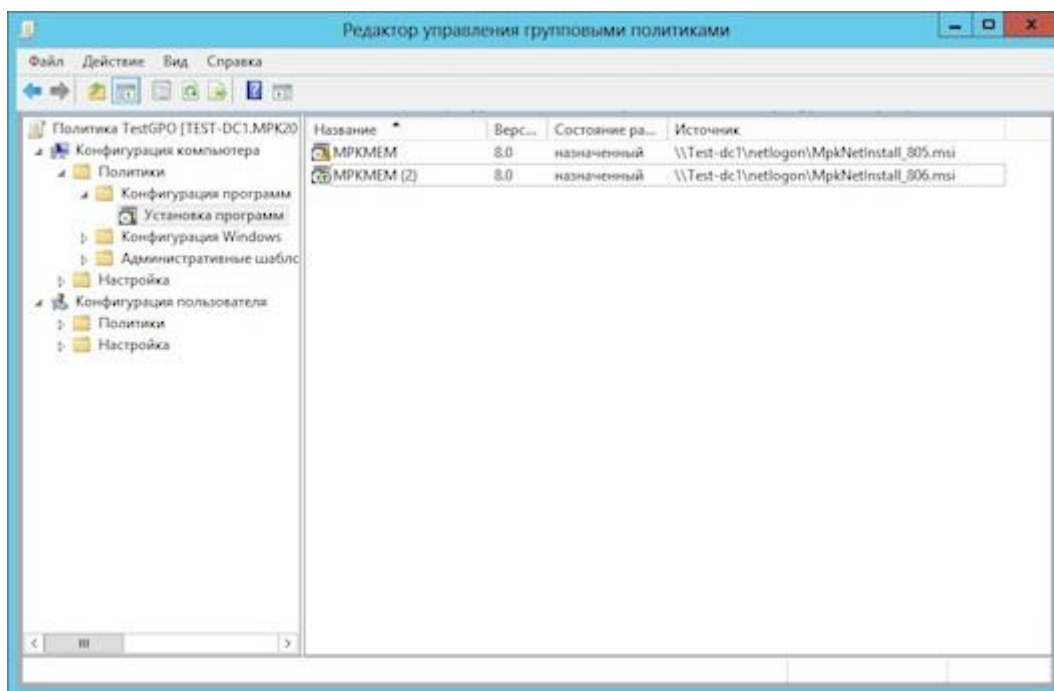 Редактор управления групповыми политиками
Файл Действие Вид Справка
Политика TestGPO [TEST-DC1.MPK20
Конфигурация компьютера
Политики
Конфигурация программ
Установка программ
Конфигурация Windows
Административные шаблс
Настройка
Конфигурация пользователя
Политики
Настройка
Название Верс... Состояние ра... Источник
MPKMEM 8.0 назначенный \\Test-dc1\netlogon\MpkNetInstall_805.msi
MPKMEM (2) 8.0 назначенный \\Test-dc1\netlogon\MpkNetInstall_806.msi